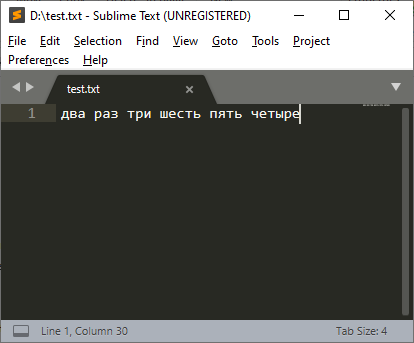 D:\test.txt - Sublime Text (UNREGISTERED)
File Edit Selection Find View Goto Tools Project
Preferences Help
test.txt
1 два раз три шесть пять четыре
Line 1, Column 30 Tab Size: 4